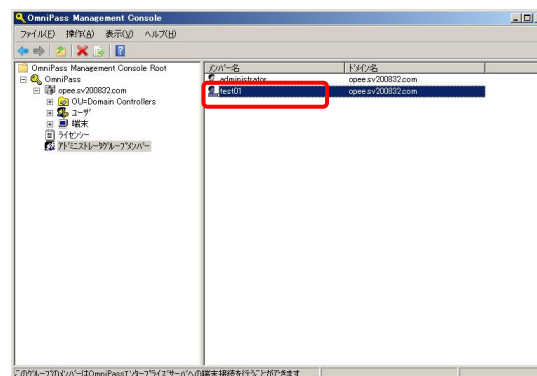 OmniPass Management Console
ファイル(F) 操作(A) 表示(V) ヘルプ(H)
OmniPass Management Console Root
OmniPass
opee.sv200832.com
OU=Domain Controllers
ユーザ
端末
ライセンシー
アドミニストレータグループメンバー
メンバー名 ドメイン名
administrator opee.sv200832.com
test01 opee.sv200832.com
このグループのメンバーはOmniPassエンタープライズサーバへの端末接続を行うことができます